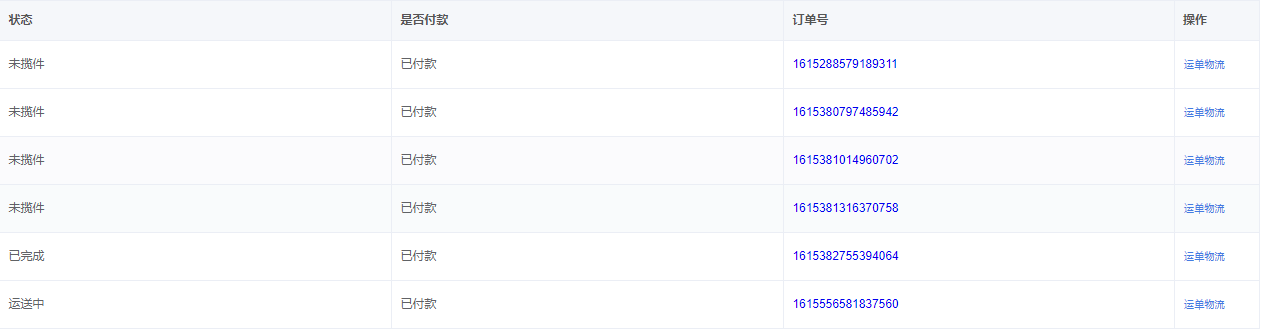 状态 是否付款 订单号 操作
未揽件 已付款 1615288579189311 运单物流
未揽件 已付款 1615380797485942 运单物流
未揽件 已付款 1615381014960702 运单物流
未揽件 已付款 1615381316370758 运单物流
已完成 已付款 1615382755394064 运单物流
运送中 已付款 1615556581837560 运单物流